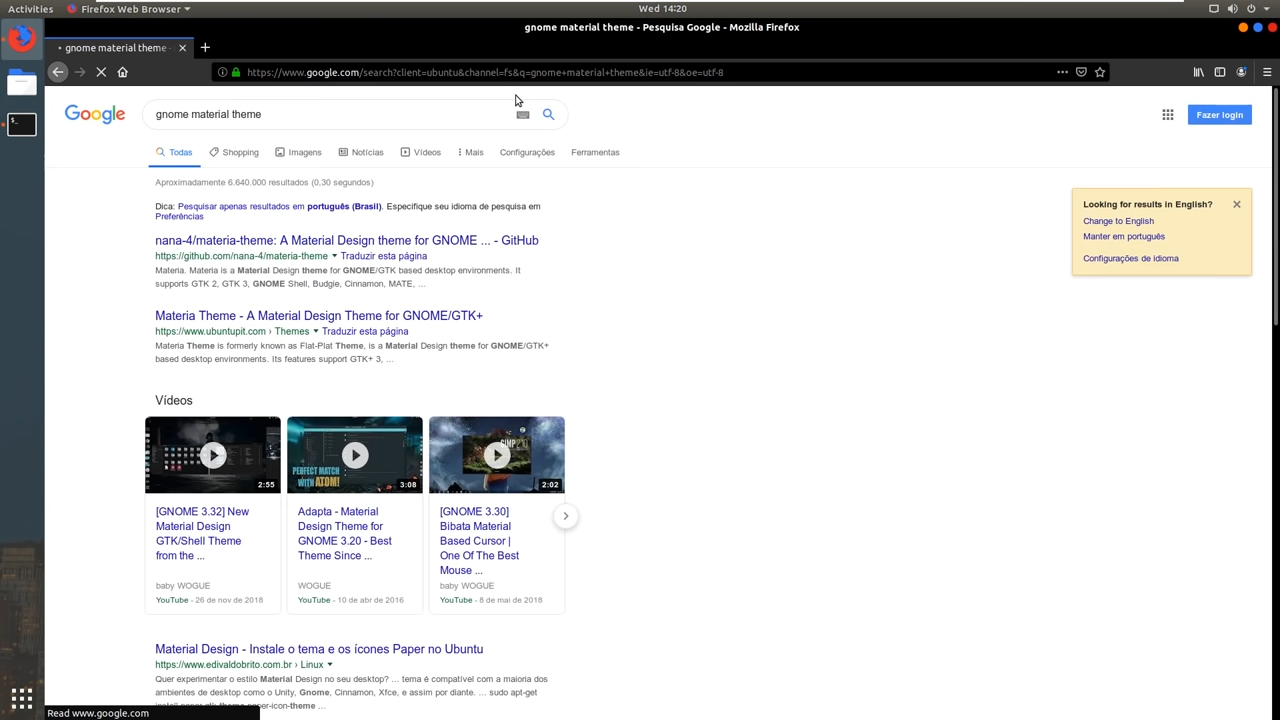 Activities
Firefox Web Browser
Wed 14:20
gnome material theme - Pesquisa Google - Mozilla Firefox
gnome material theme -
https://www.google.com/search?client=ubuntu&channel=fs&q=gnome+material+theme&ie=utf-8&oe=utf-8
Google
gnome material theme
Fazer login
Todas
Shopping
Imagens
Notícias
Vídeos
Mais
Configurações
Ferramentas
Aproximadamente 6.640.000 resultados (0,30 segundos)
Dica: Pesquisar apenas resultados em português (Brasil). Especifique seu idioma de pesquisa em
Preferências
Looking for results in English?
Change to English
Manter em português
Configurações de idioma
nana-4/materia-theme: A Material Design theme for GNOME ... - GitHub
https://github.com/nana-4/materia-theme Traduzir esta página
Materia. Materia is a Material Design theme for GNOME/GTK based desktop environments. It
supports GTK 2, GTK 3, GNOME Shell, Budgie, Cinnamon, MATE, ...
Materia Theme - A Material Design Theme for GNOME/GTK+
https://www.ubuntupit.com › Themes Traduzir esta página
Materia Theme is formerly known as Flat-Plat Theme, is a Material Design theme for GNOME/GTK+
based desktop environments. Its features support GTK+ 3, ...
Vídeos
2:55
[GNOME 3.32] New
Material Design
GTK/Shell Theme
from the ...
baby WOGUE
YouTube - 26 de nov de 2018
PERFECT MATCH
WITH ATOM!
3:08
Adapta - Material
Design Theme for
GNOME 3.20 - Best
Theme Since ...
WOGUE
YouTube - 10 de abr de 2016
GIMP 2.10
2:02
[GNOME 3.30]
Bibata Material
Based Cursor |
One Of The Best
Mouse ...
baby WOGUE
YouTube - 8 de mai de 2018
Material Design - Instale o tema e os ícones Paper no Ubuntu
https://www.edivaldobrito.com.br › Linux
Quer experimentar o estilo Material Design no seu desktop? ... tema é compatível com a maioria dos
ambientes de desktop como o Unity, Gnome, Cinnamon, Xfce, e assim por diante. ... sudo apt-get
install paper-gtk-theme paper-icon-theme ...
Read www.google.com